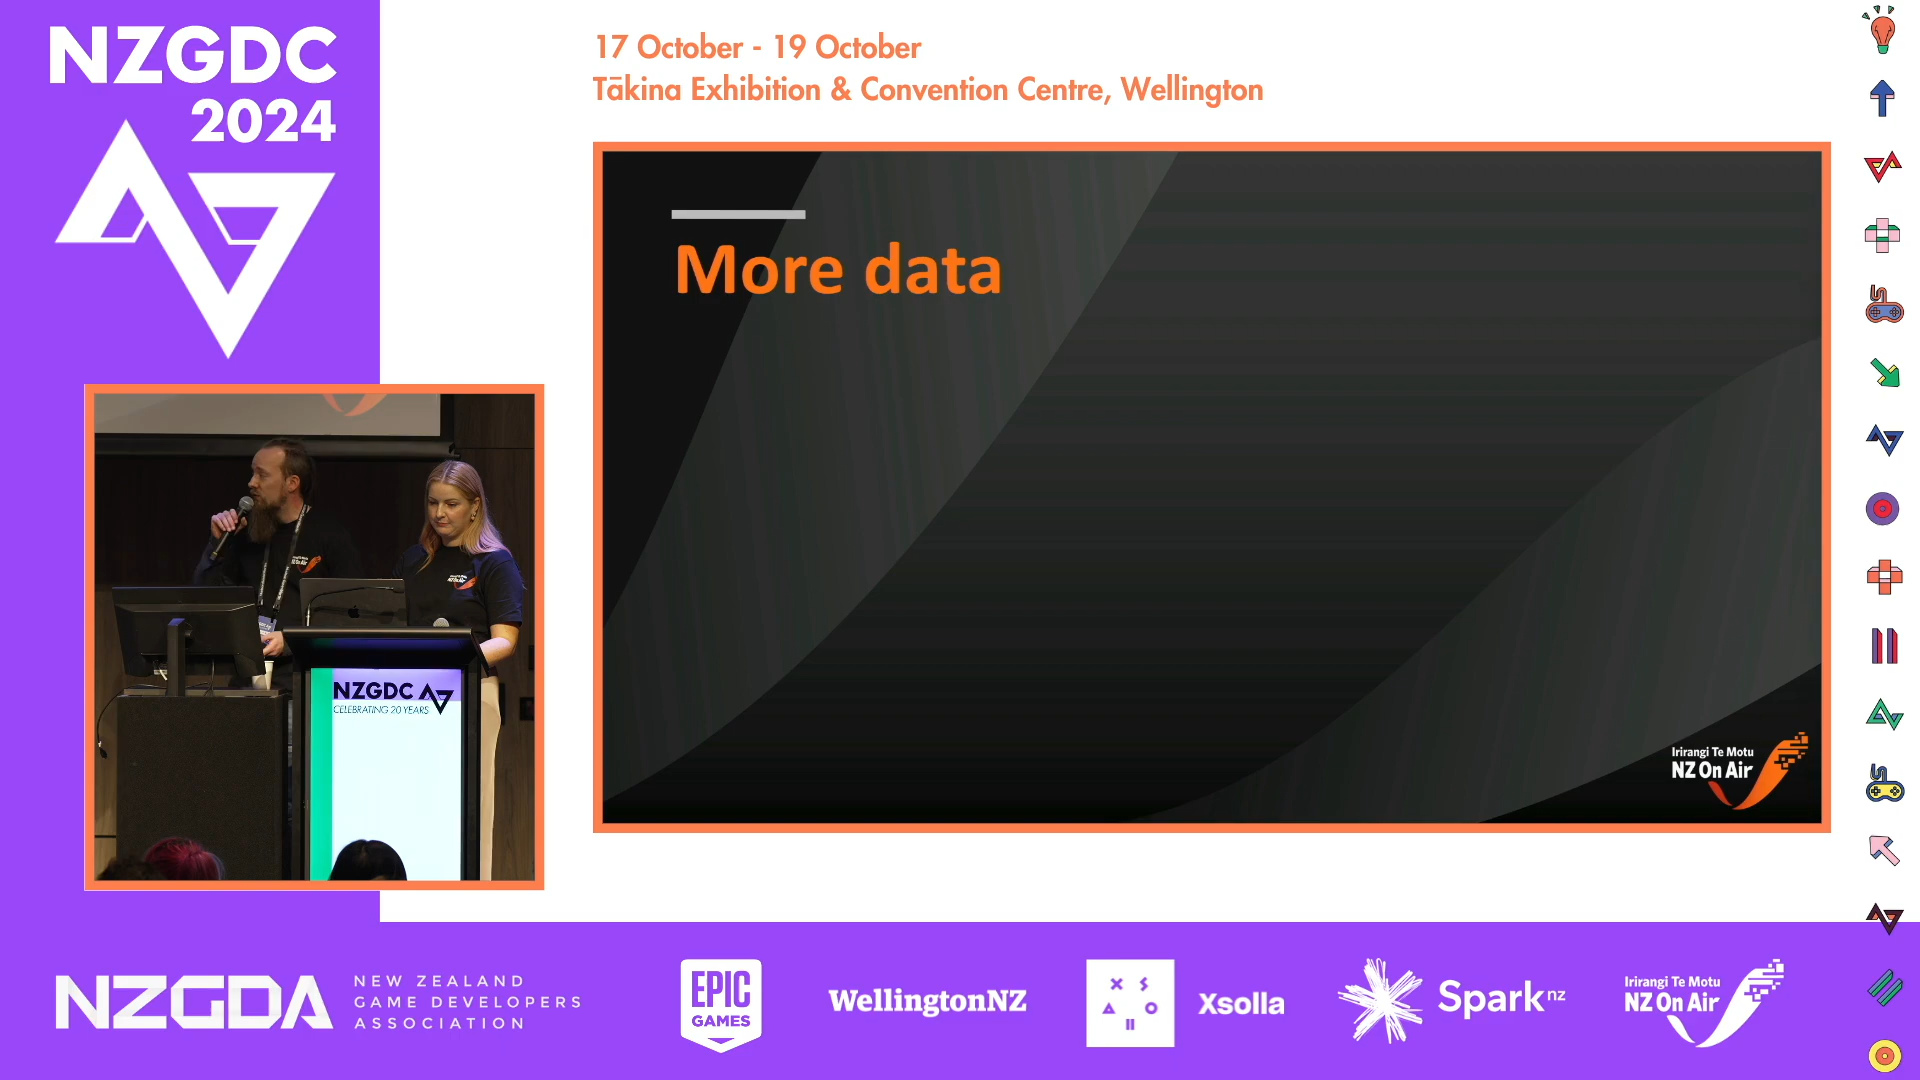 NZGDC
2024
17 October - 19 October
Tākina Exhibition & Convention Centre, Wellington
More data
Irirangi Te Motu
NZ On Air
NZGDC
CELEBRATING 20 YEARS
NZGDA
NEW ZEALAND
GAME DEVELOPERS
ASSOCIATION
EPIC
GAMES
WellingtonNZ
Xsolla
Spark nz
Irirangi Te Motu
NZ On Air